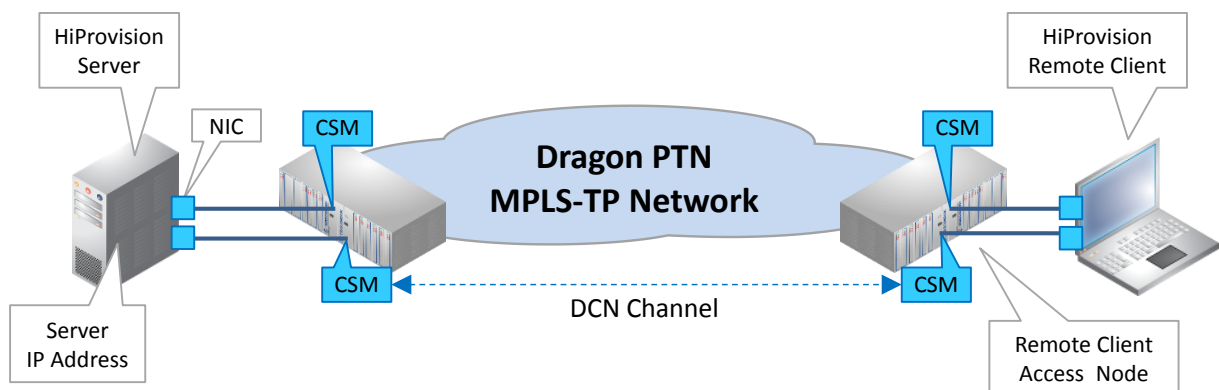 HiProvision
Server
NIC
CSM
Dragon PTN
MPLS-TP Network
CSM
HiProvision
Remote Client
CSM
CSM
DCN Channel
Server
IP Address
Remote Client
Access Node